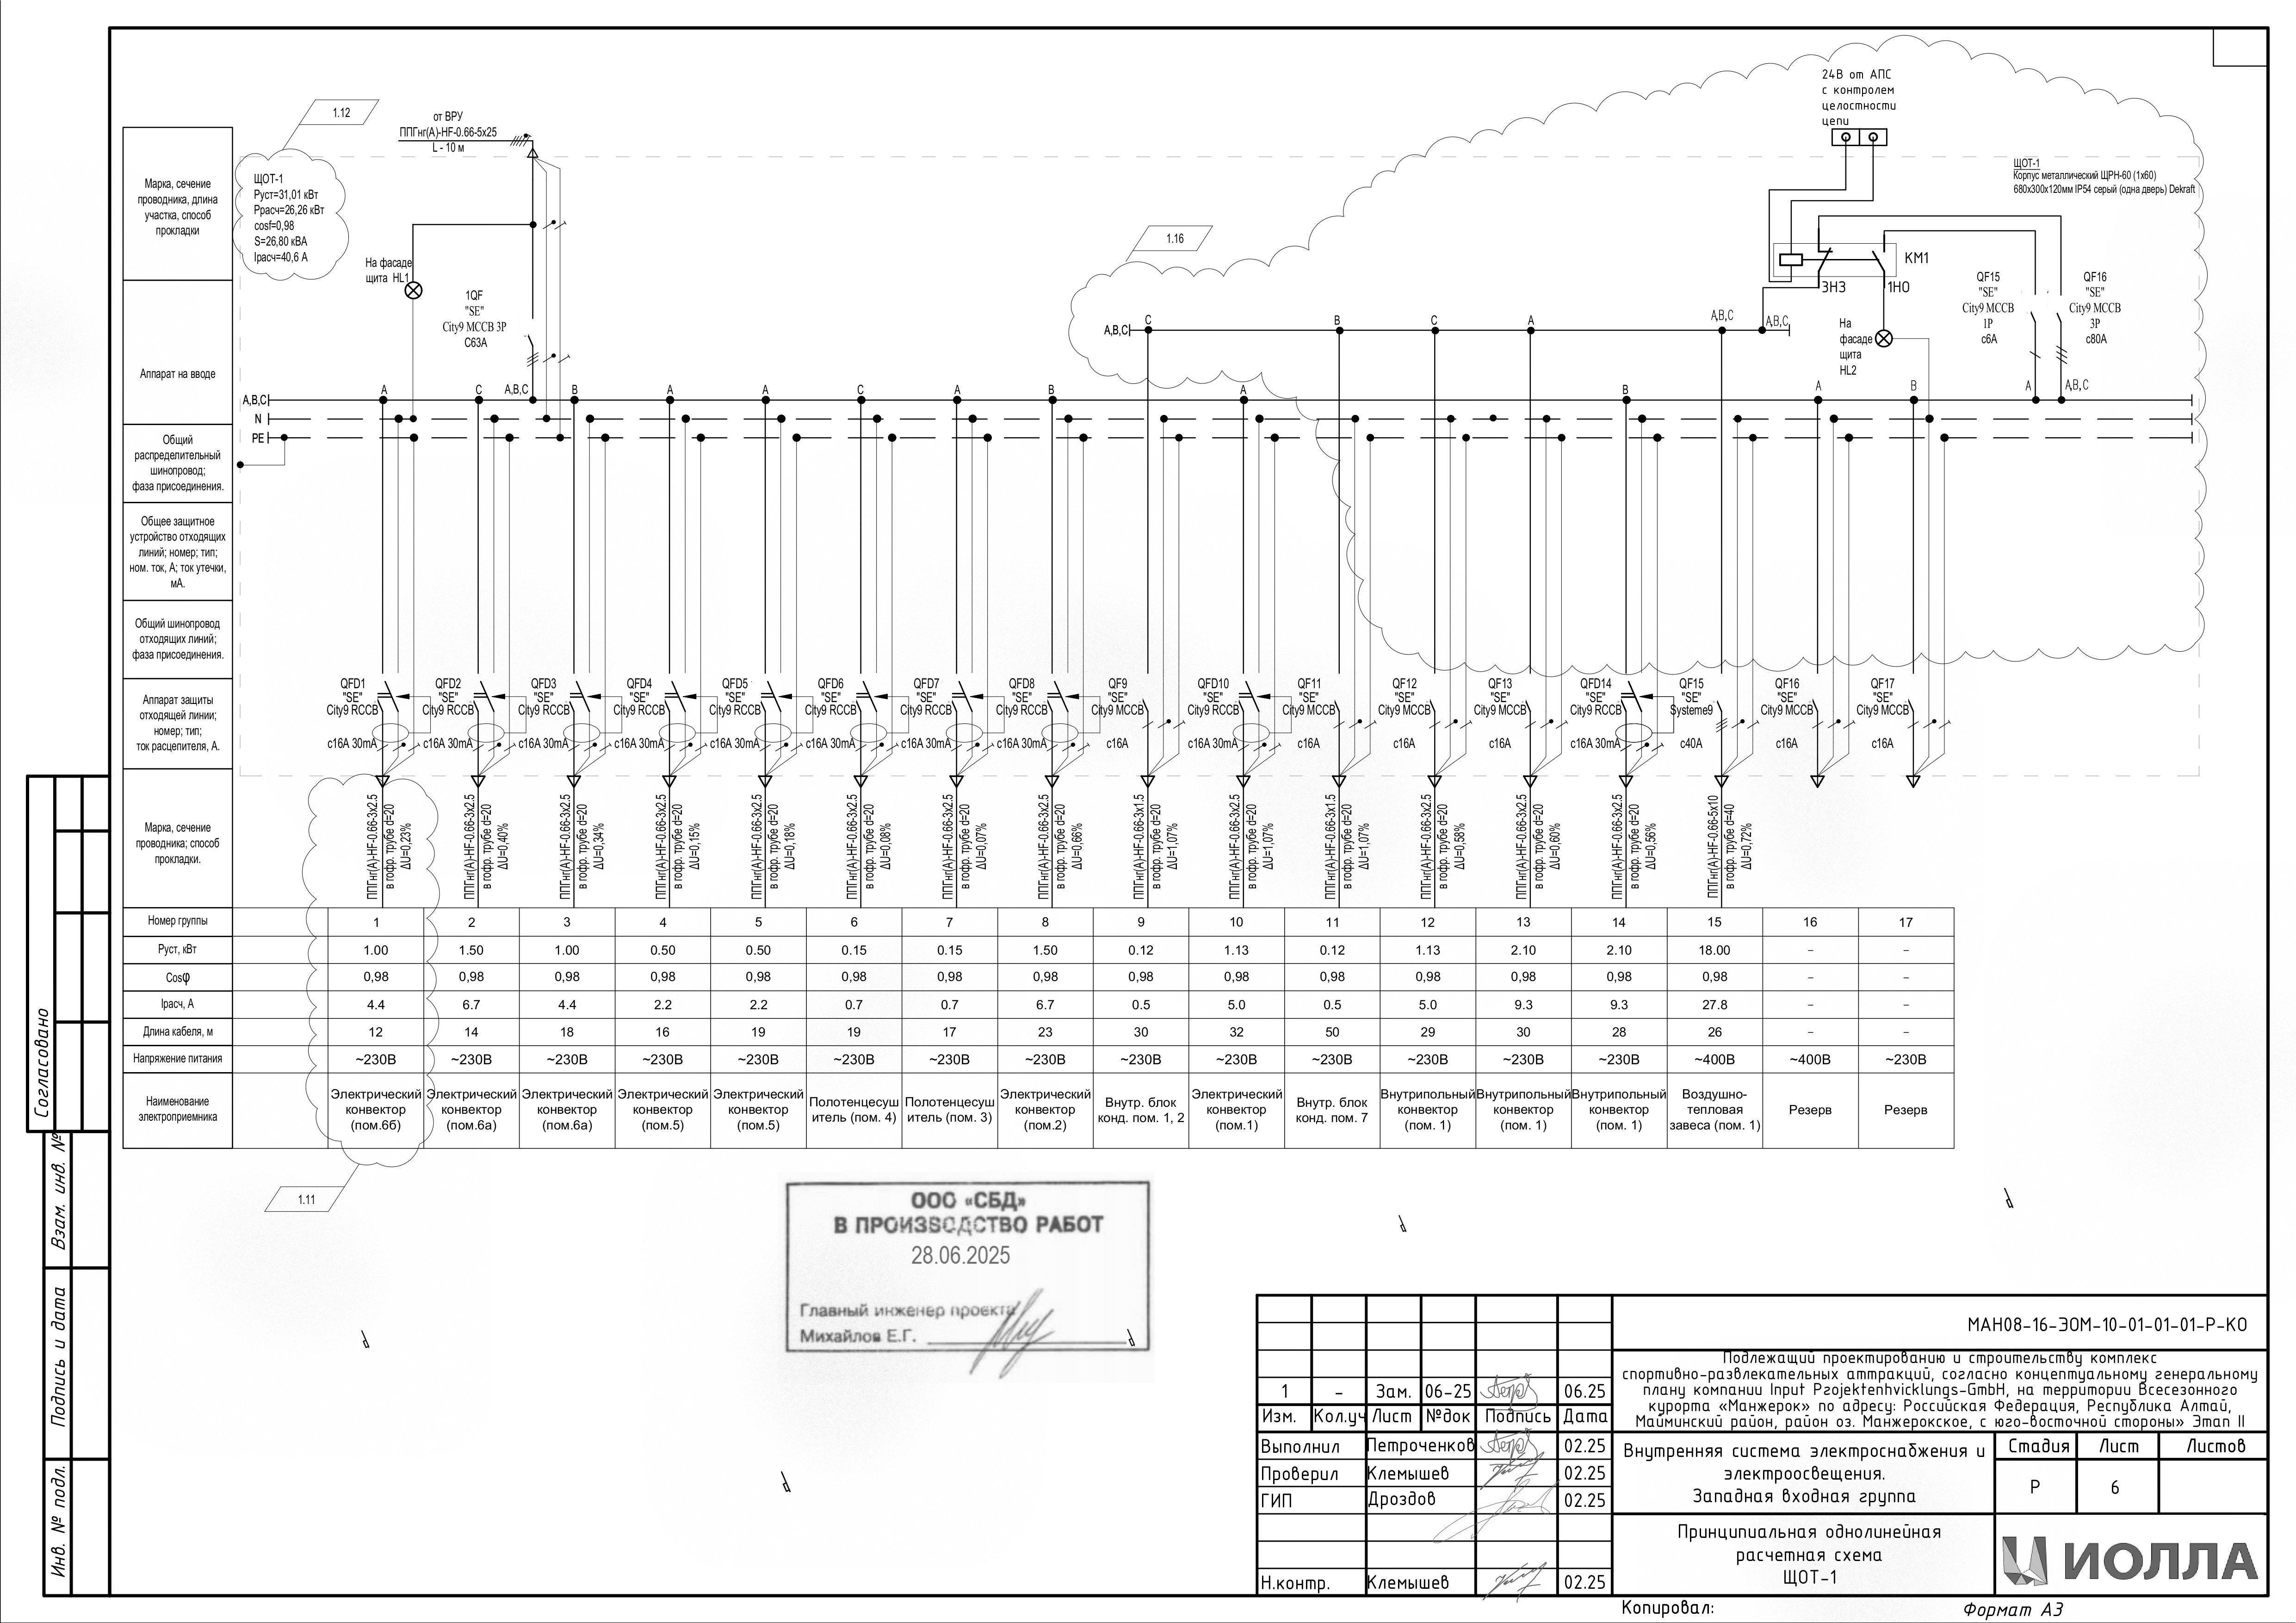 1.12
от ВРУ
ППГнг(А)-HF-0.66-5х25
L - 10 м
24В от АПС
с контролем
целостности
цепи
ЩОТ-1
Корпус металлический ЩРН-60 (1х60)
680х300х120мм IP54 серый (одна дверь) Dekraft
ЩОТ-1
Руст=31,01 кВт
Ррасч=26,26 кВт
cosf=0,98
S=26,80 кВА
Iрасч=40,6 А
На фасаде
щита HL1
1QF
"SE"
City9 MCCB 3P
C63A
1.16
KM1
3НЗ
1НО
QF15
"SE"
City9 MCCB
1P
c6A
QF16
"SE"
City9 MCCB
3P
c80A
На
фасаде
щита
HL2
A,B,C
C
B
C
A
A,B,C
A,B,C
A,B,C
A
C
A,B,C
B
A
A
C
A
B
A
B
A
B
A
A,B,C
N
PE
Марка, сечение
проводника, длина
участка, способ
прокладки
Аппарат на вводе
Общий
распределительный
шинопровод;
фаза присоединения.
Общее защитное
устройство отходящих
линий; номер; тип;
ном. ток, А; ток утечки,
мА.
Общий шинопровод
отходящих линий;
фаза присоединения.
Аппарат защиты
отходящей линии;
номер; тип;
ток расцепителя, А.
QFD1 "SE" City9 RCCB c16A 30mA
QFD2 "SE" City9 RCCB c16A 30mA
QFD3 "SE" City9 RCCB c16A 30mA
QFD4 "SE" City9 RCCB c16A 30mA
QFD5 "SE" City9 RCCB c16A 30mA
QFD6 "SE" City9 RCCB c16A 30mA
QFD7 "SE" City9 RCCB c16A 30mA
QFD8 "SE" City9 RCCB c16A 30mA
QF9 "SE" City9 MCCB c16A
QFD10 "SE" City9 RCCB c16A 30mA
QF11 "SE" City9 MCCB c16A
QF12 "SE" City9 MCCB c16A
QF13 "SE" City9 MCCB c16A
QFD14 "SE" City9 RCCB c16A 30mA
QF15 "SE" Systeme9 c40A
QF16 "SE" City9 MCCB c16A
QF17 "SE" City9 MCCB c16A
Марка, сечение
проводника; способ
прокладки.
ППГнг(А)-HF-0.66-3х2.5 в гофр. трубе d=20 ΔU=0,23%
ППГнг(А)-HF-0.66-3х2.5 в гофр. трубе d=20 ΔU=0,40%
ППГнг(А)-HF-0.66-3х2.5 в гофр. трубе d=20 ΔU=0,34%
ППГнг(А)-HF-0.66-3х2.5 в гофр. трубе d=20 ΔU=0,15%
ППГнг(А)-HF-0.66-3х2.5 в гофр. трубе d=20 ΔU=0,18%
ППГнг(А)-HF-0.66-3х2.5 в гофр. трубе d=20 ΔU=0,08%
ППГнг(А)-HF-0.66-3х2.5 в гофр. трубе d=20 ΔU=0,07%
ППГнг(А)-HF-0.66-3х2.5 в гофр. трубе d=20 ΔU=0,66%
ППГнг(А)-HF-0.66-3х1.5 в гофр. трубе d=20 ΔU=1,07%
ППГнг(А)-HF-0.66-3х2.5 в гофр. трубе d=20 ΔU=1,07%
ППГнг(А)-HF-0.66-3х1.5 в гофр. трубе d=20 ΔU=1,07%
ППГнг(А)-HF-0.66-3х2.5 в гофр. трубе d=20 ΔU=0,58%
ППГнг(А)-HF-0.66-3х2.5 в гофр. трубе d=20 ΔU=0,60%
ППГнг(А)-HF-0.66-3х2.5 в гофр. трубе d=20 ΔU=0,56%
ППГнг(А)-HF-0.66-5х10 в гофр. трубе d=40 ΔU=0,72%
Номер группы 1 2 3 4 5 6 7 8 9 10 11 12 13 14 15 16 17
Руст, кВт 1.00 1.50 1.00 0.50 0.50 0.15 0.15 1.50 0.12 1.13 0.12 1.13 2.10 2.10 18.00 – –
Cosφ 0,98 0,98 0,98 0,98 0,98 0,98 0,98 0,98 0,98 0,98 0,98 0,98 0,98 0,98 0,98 – –
Iрасч, А 4.4 6.7 4.4 2.2 2.2 0.7 0.7 6.7 0.5 5.0 0.5 5.0 9.3 9.3 27.8 – –
Длина кабеля, м 12 14 18 16 19 19 17 23 30 32 50 29 30 28 26 – –
Напряжение питания ~230В ~230В ~230В ~230В ~230В ~230В ~230В ~230В ~230В ~230В ~230В ~230В ~230В ~230В ~400В ~400В ~230В
Наименование
электроприемника
Электрический конвектор (пом.6б)
Электрический конвектор (пом.6а)
Электрический конвектор (пом.6а)
Электрический конвектор (пом.5)
Электрический конвектор (пом.5)
Полотенцесуш итель (пом. 4)
Полотенцесуш итель (пом. 3)
Электрический конвектор (пом.2)
Внутр. блок конд. пом. 1, 2
Электрический конвектор (пом.1)
Внутр. блок конд. пом. 7
Внутрипольный конвектор (пом. 1)
Внутрипольный конвектор (пом. 1)
Внутрипольный конвектор (пом. 1)
Воздушно-тепловая завеса (пом. 1)
Резерв
Резерв
1.11
ООО «СБД»
В ПРОИЗВОДСТВО РАБОТ
28.06.2025
Главный инженер проекта
Михайлов Е.Г.
Согласовано
Взам. инв. №
Подпись и дата
Инв. № подл.
МАН08-16-ЭОМ-10-01-01-01-Р-КО
Подлежащий проектированию и строительству комплекс
спортивно-развлекательных аттракций, согласно концептуальному генеральному
плану компании Input Projektenhvicklungs-GmbH, на территории Всесезонного
курорта «Манжерок» по адресу: Российская Федерация, Республика Алтай,
Майминский район, район оз. Манжерокское, с юго-восточной стороны» Этап II
1 – Зам. 06-25 06.25
Изм. Кол.уч Лист №док Подпись Дата
Выполнил Петроченков 02.25
Проверил Клемышев 02.25
ГИП Дроздов 02.25
Н.контр. Клемышев 02.25
Внутренняя система электроснабжения и
электроосвещения.
Западная входная группа
Стадия Лист Листов
Р 6
Принципиальная однолинейная
расчетная схема
ЩОТ-1
ИОЛЛА
Копировал:
Формат А3